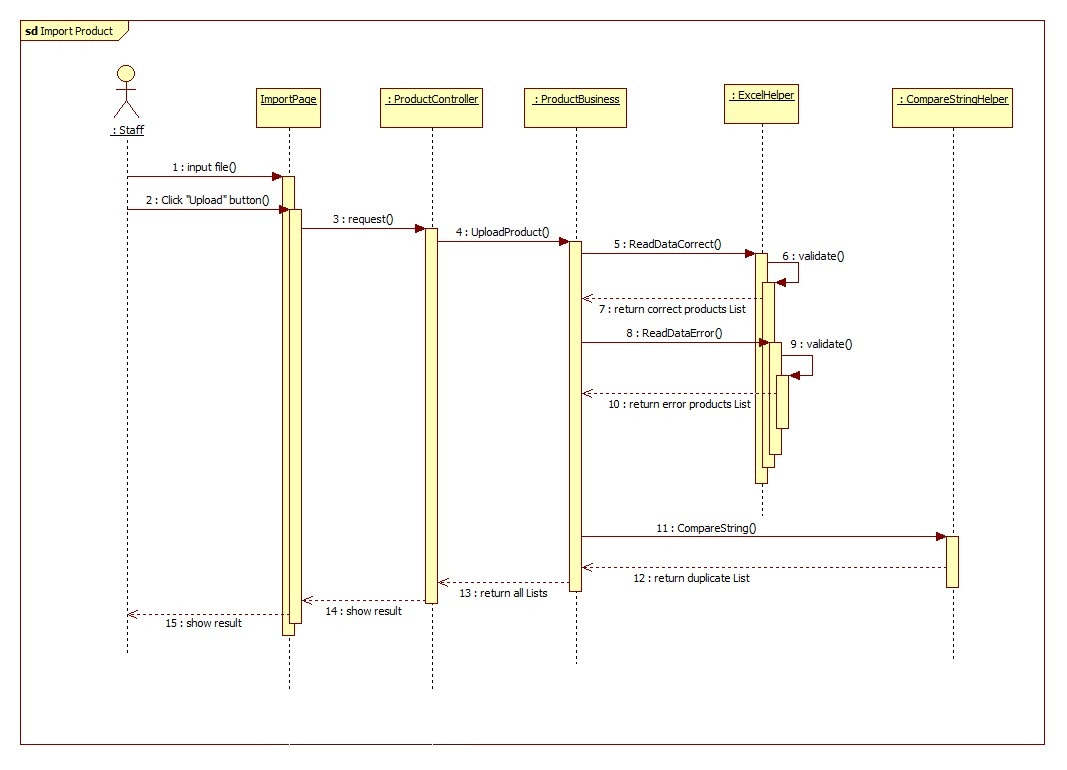 sd Import Product
: Staff
ImportPage
: ProductController
: ProductBusiness
: ExcelHelper
: CompareStringHelper
1 : input file()
2 : Click "Upload" button()
3 : request()
4 : UploadProduct()
5 : ReadDataCorrect()
6 : validate()
7 : return correct products List
8 : ReadDataError()
9 : validate()
10 : return error products List
11 : CompareString()
12 : return duplicate List
13 : return all Lists
14 : show result
15 : show result